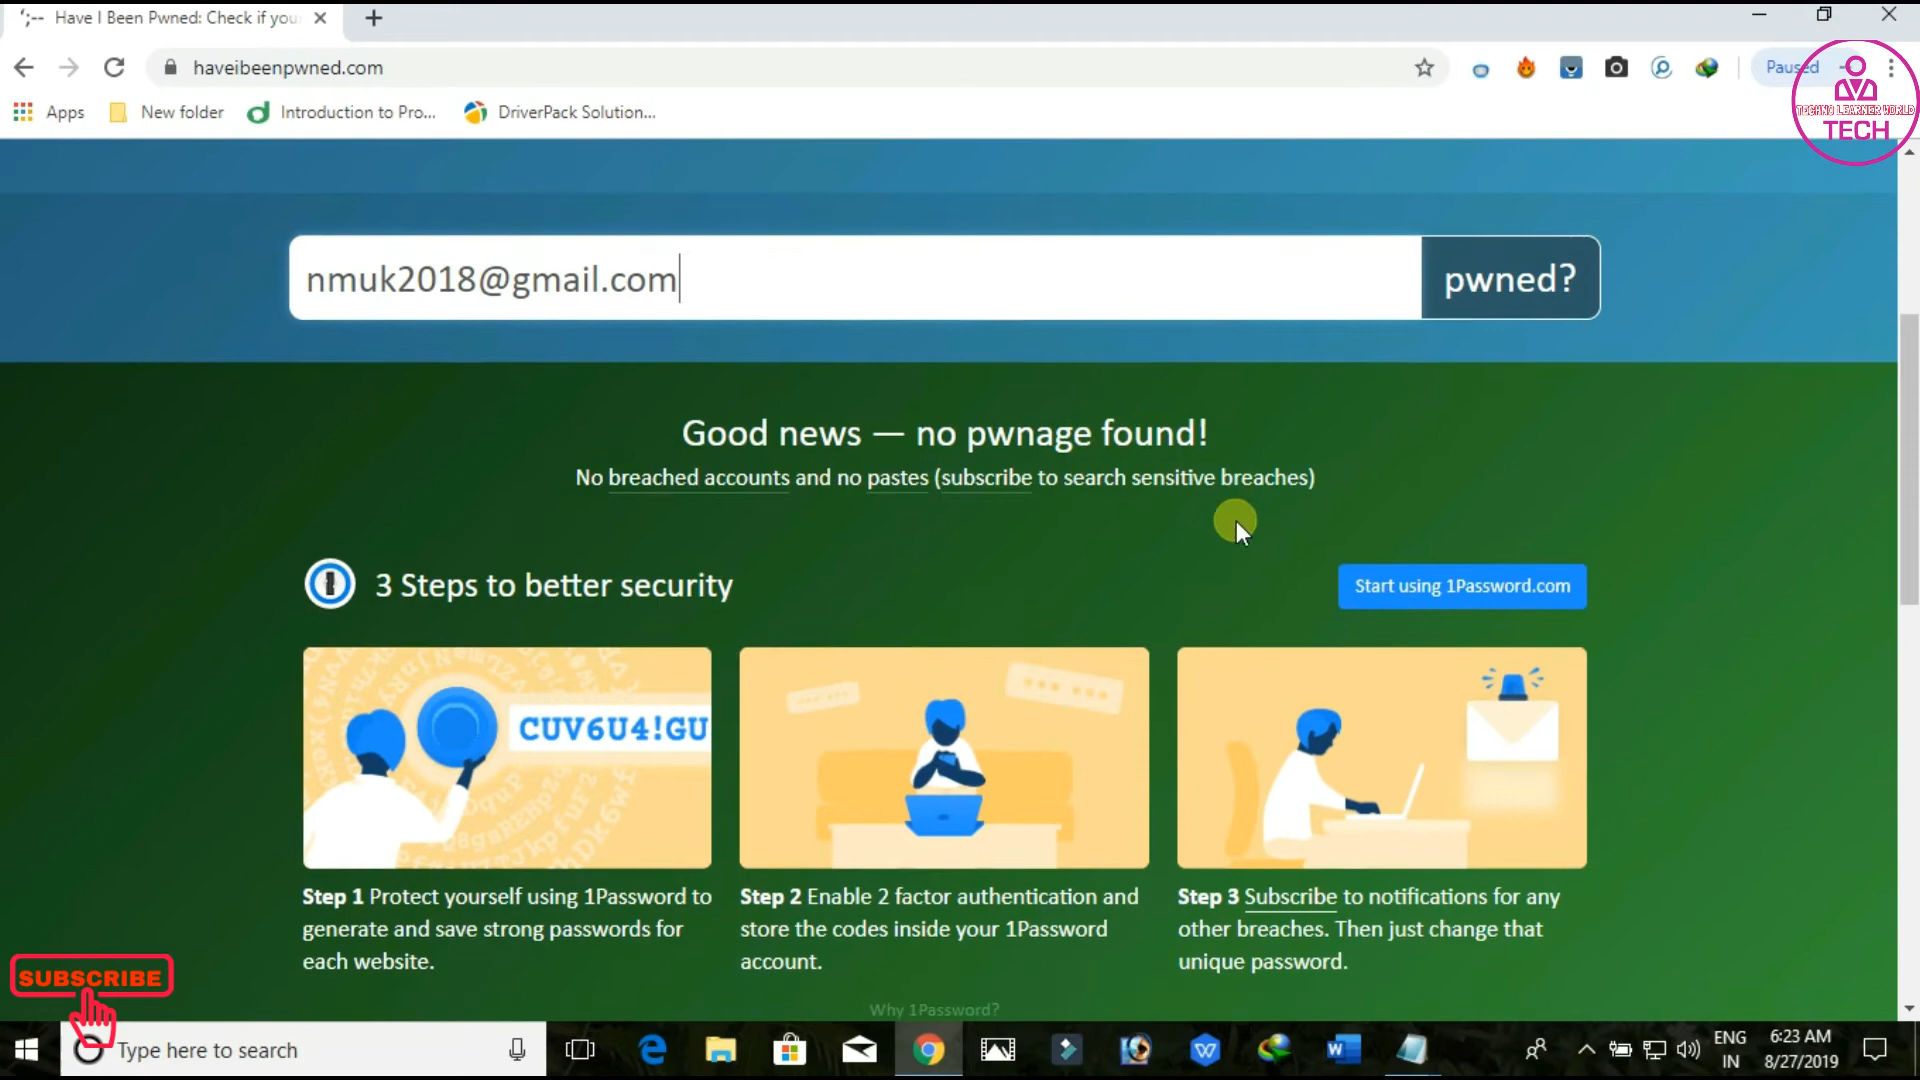 Have I Been Pwned: Check if you
haveibeenpwned.com
Paused
Apps
New folder
Introduction to Pro...
DriverPack Solution...
TECHNO LEARNER WORLD
TECH
nmuk2018@gmail.com
pwned?
Good news — no pwnage found!
No breached accounts and no pastes (subscribe to search sensitive breaches)
3 Steps to better security
Start using 1Password.com
CUV6U4!GU
Step 1 Protect yourself using 1Password to
generate and save strong passwords for
each website.
Step 2 Enable 2 factor authentication and
store the codes inside your 1Password
account.
Step 3 Subscribe to notifications for any
other breaches. Then just change that
unique password.
Why 1Password?
SUBSCRIBE
Type here to search
ENG
IN
6:23 AM
8/27/2019